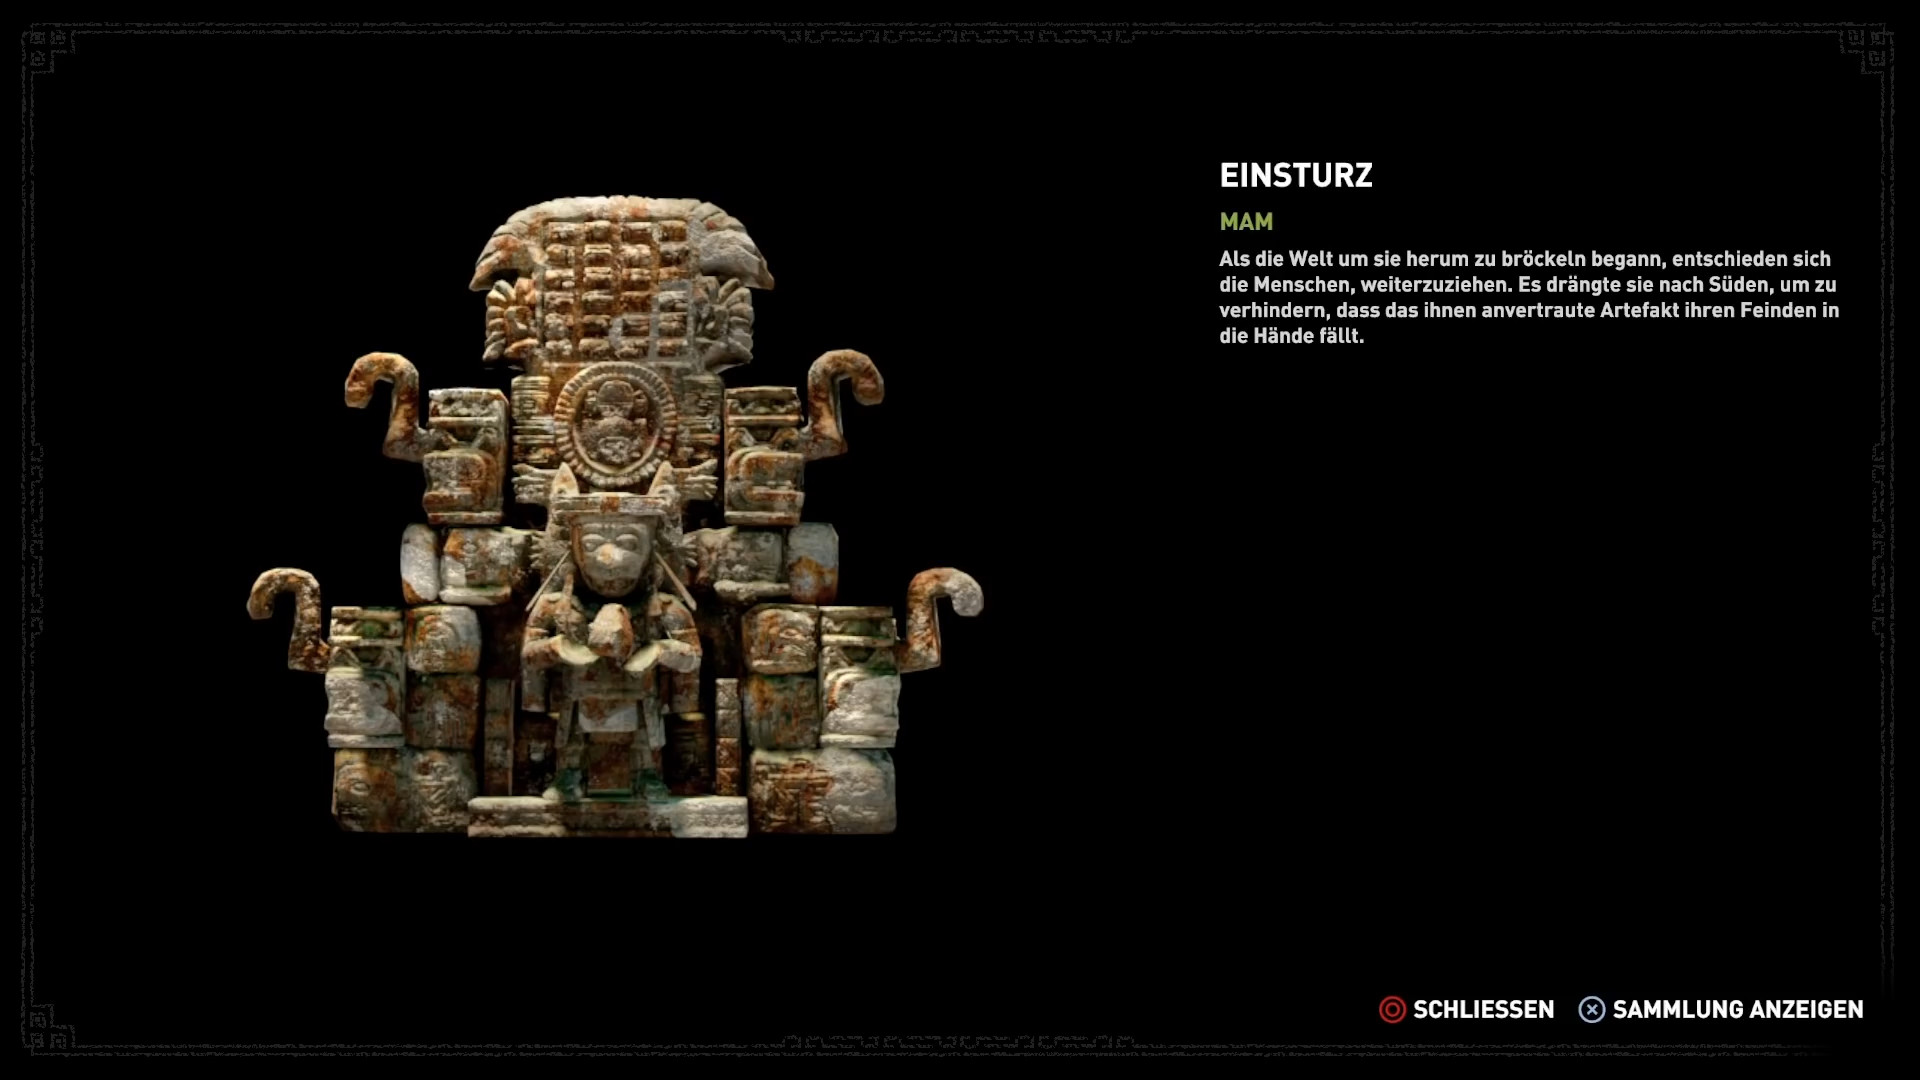 EINSTURZ
MAM
Als die Welt um sie herum zu bröckeln begann, entschieden sich
die Menschen, weiterzuziehen. Es drängte sie nach Süden, um zu
verhindern, dass das ihnen anvertraute Artefakt ihren Feinden in
die Hände fällt.
SCHLIESSEN SAMMLUNG ANZEIGEN